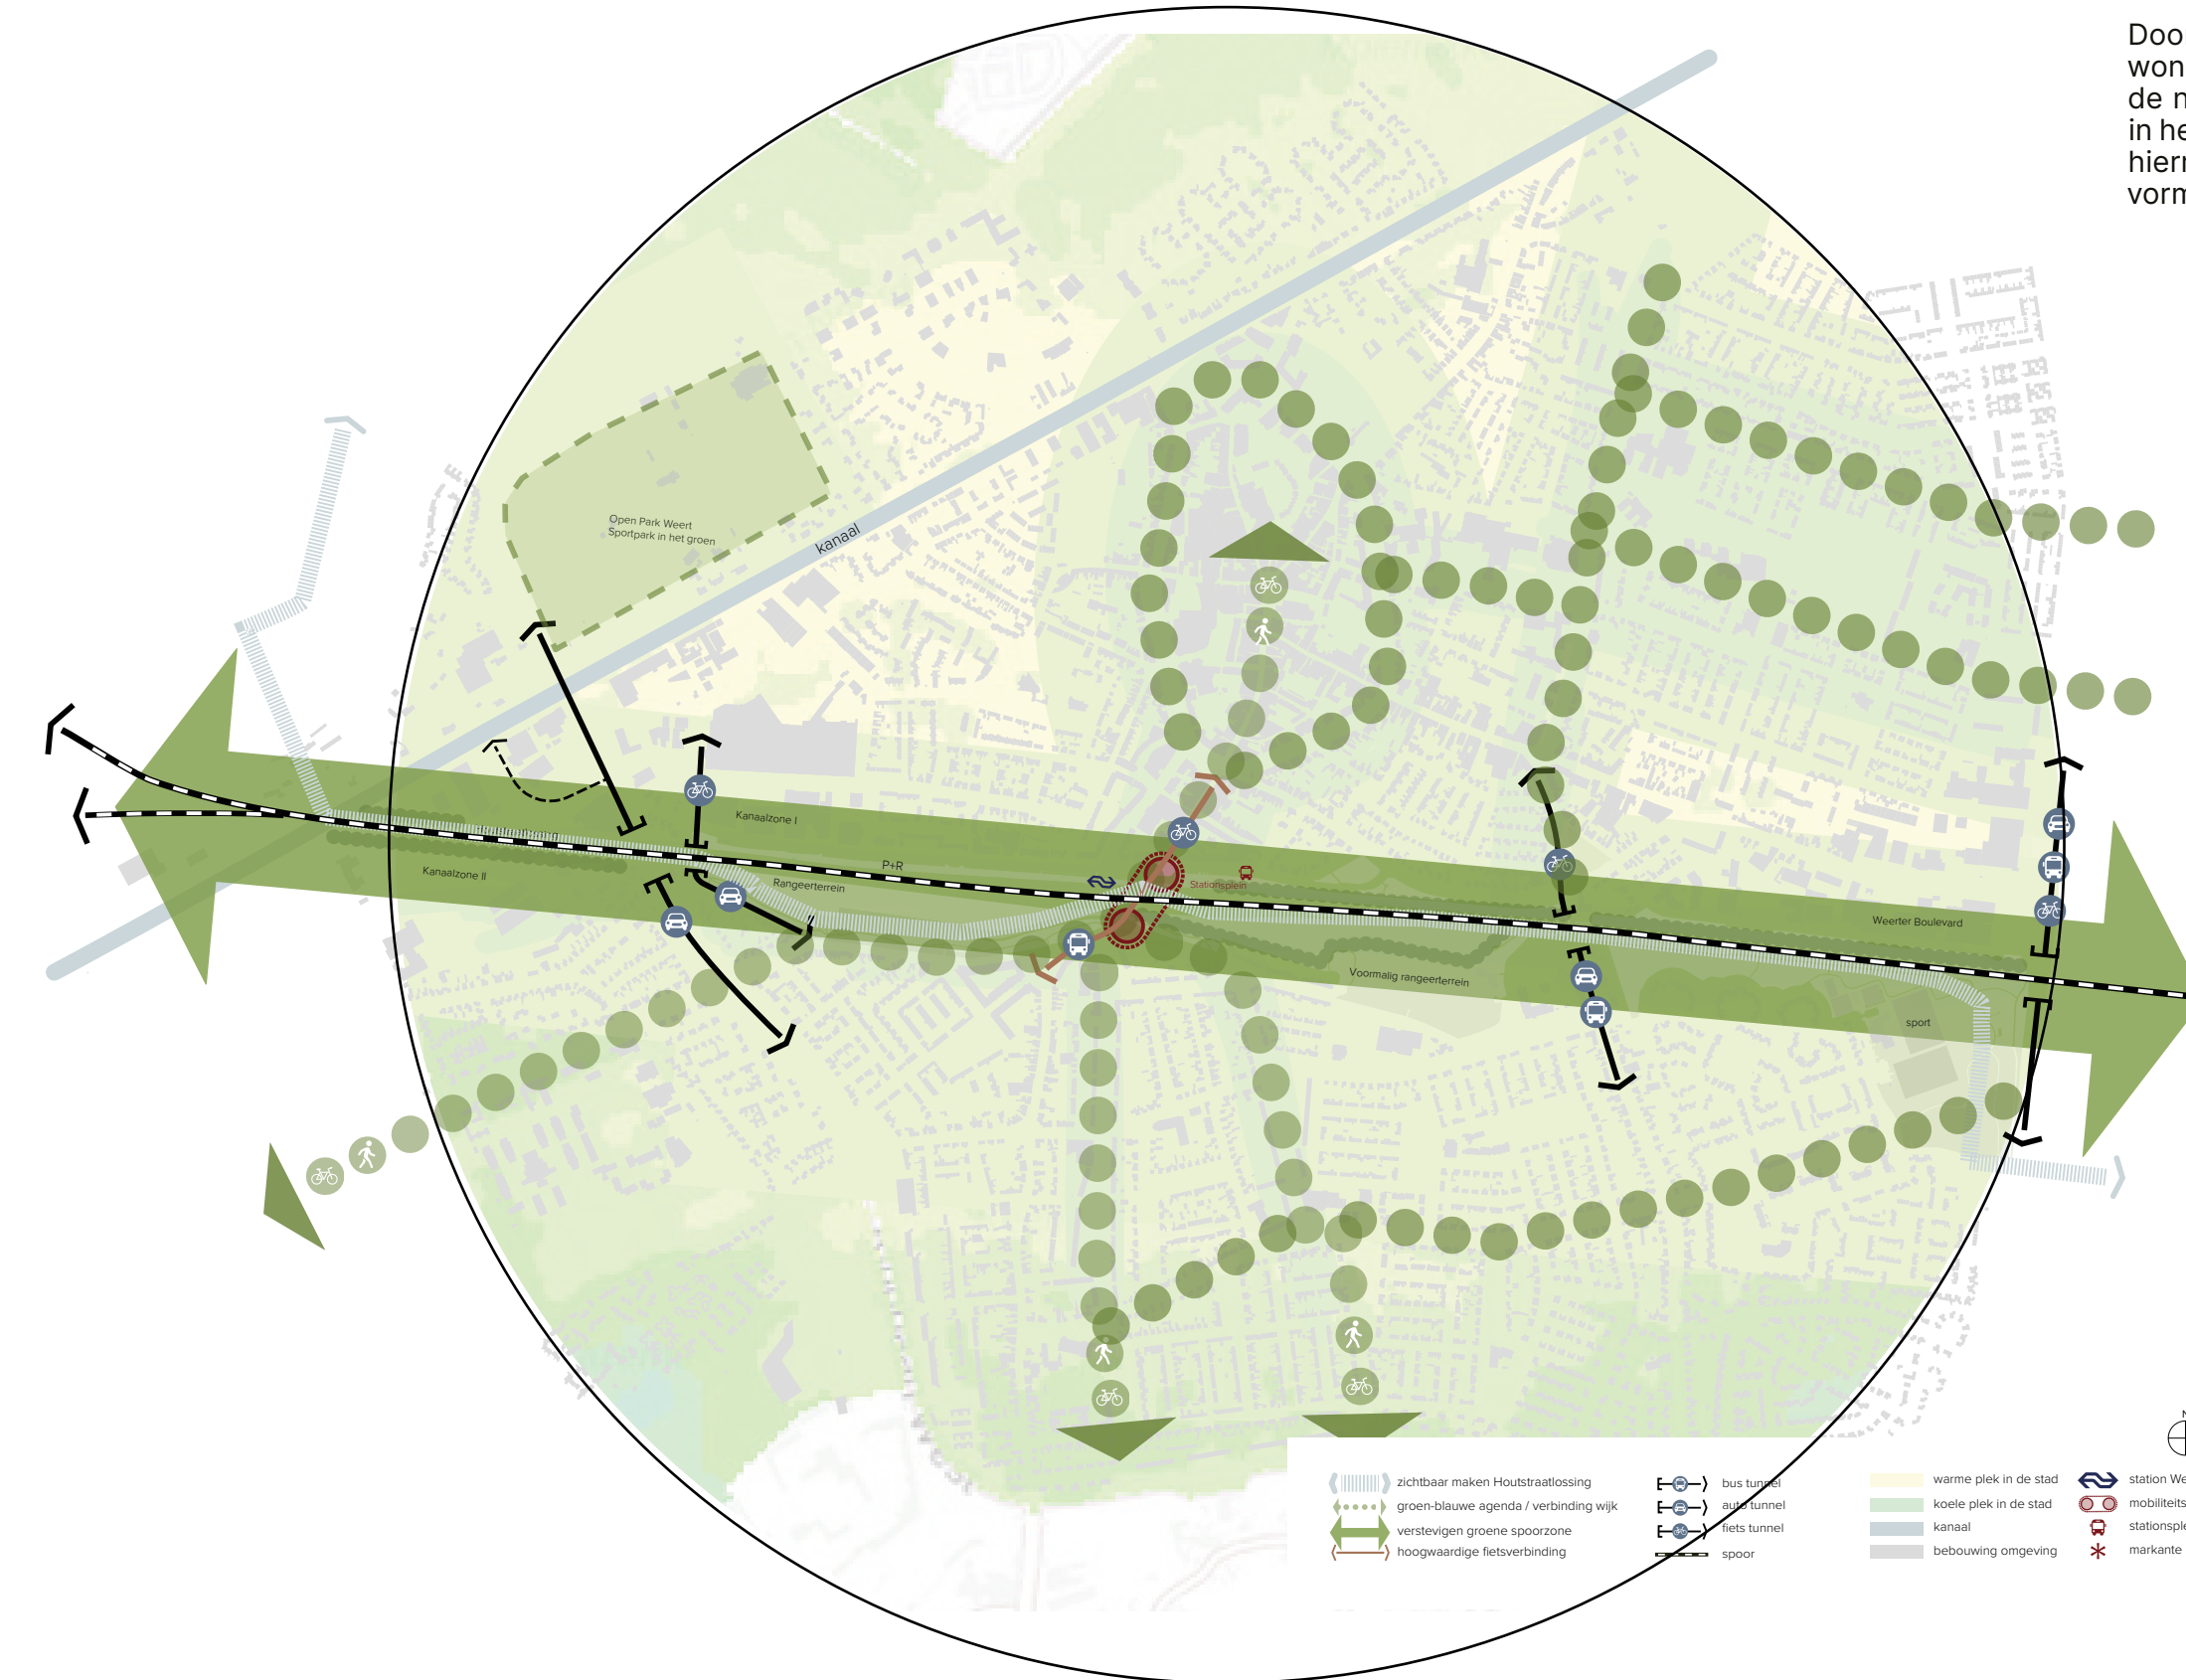 Doo
won
de n
in he
hier
vorm
Open Park Weert
Sportpark in het groen
kanaal
Kanaalzone I
P+R
Rangeerterrein
Kanaalzone II
Stationsplein
Weerter Boulevard
Voormalig rangeerterrein
sport
N
zichtbaar maken Houtstraatlossing
groen-blauwe agenda / verbinding wijk
verstevigen groene spoorzone
hoogwaardige fietsverbinding
bus tunnel
auto tunnel
fiets tunnel
spoor
warme plek in de stad
koele plek in de stad
kanaal
bebouwing omgeving
station We
mobiliteits
stationsple
markante